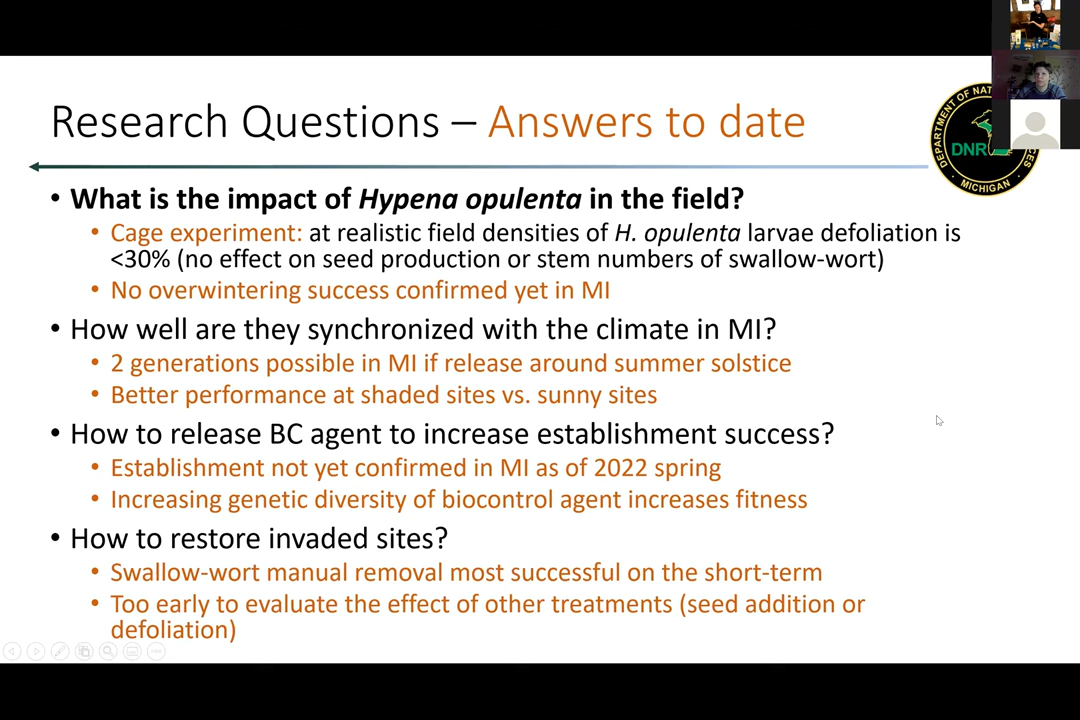 Research Questions – Answers to date
• What is the impact of Hypena opulenta in the field?
• Cage experiment: at realistic field densities of H. opulenta larvae defoliation is
<30% (no effect on seed production or stem numbers of swallow-wort)
• No overwintering success confirmed yet in MI
• How well are they synchronized with the climate in MI?
• 2 generations possible in MI if release around summer solstice
• Better performance at shaded sites vs. sunny sites
• How to release BC agent to increase establishment success?
• Establishment not yet confirmed in MI as of 2022 spring
• Increasing genetic diversity of biocontrol agent increases fitness
• How to restore invaded sites?
• Swallow-wort manual removal most successful on the short-term
• Too early to evaluate the effect of other treatments (seed addition or
defoliation)
DEPARTMENT OF NAT
DNR
MICHIGAN